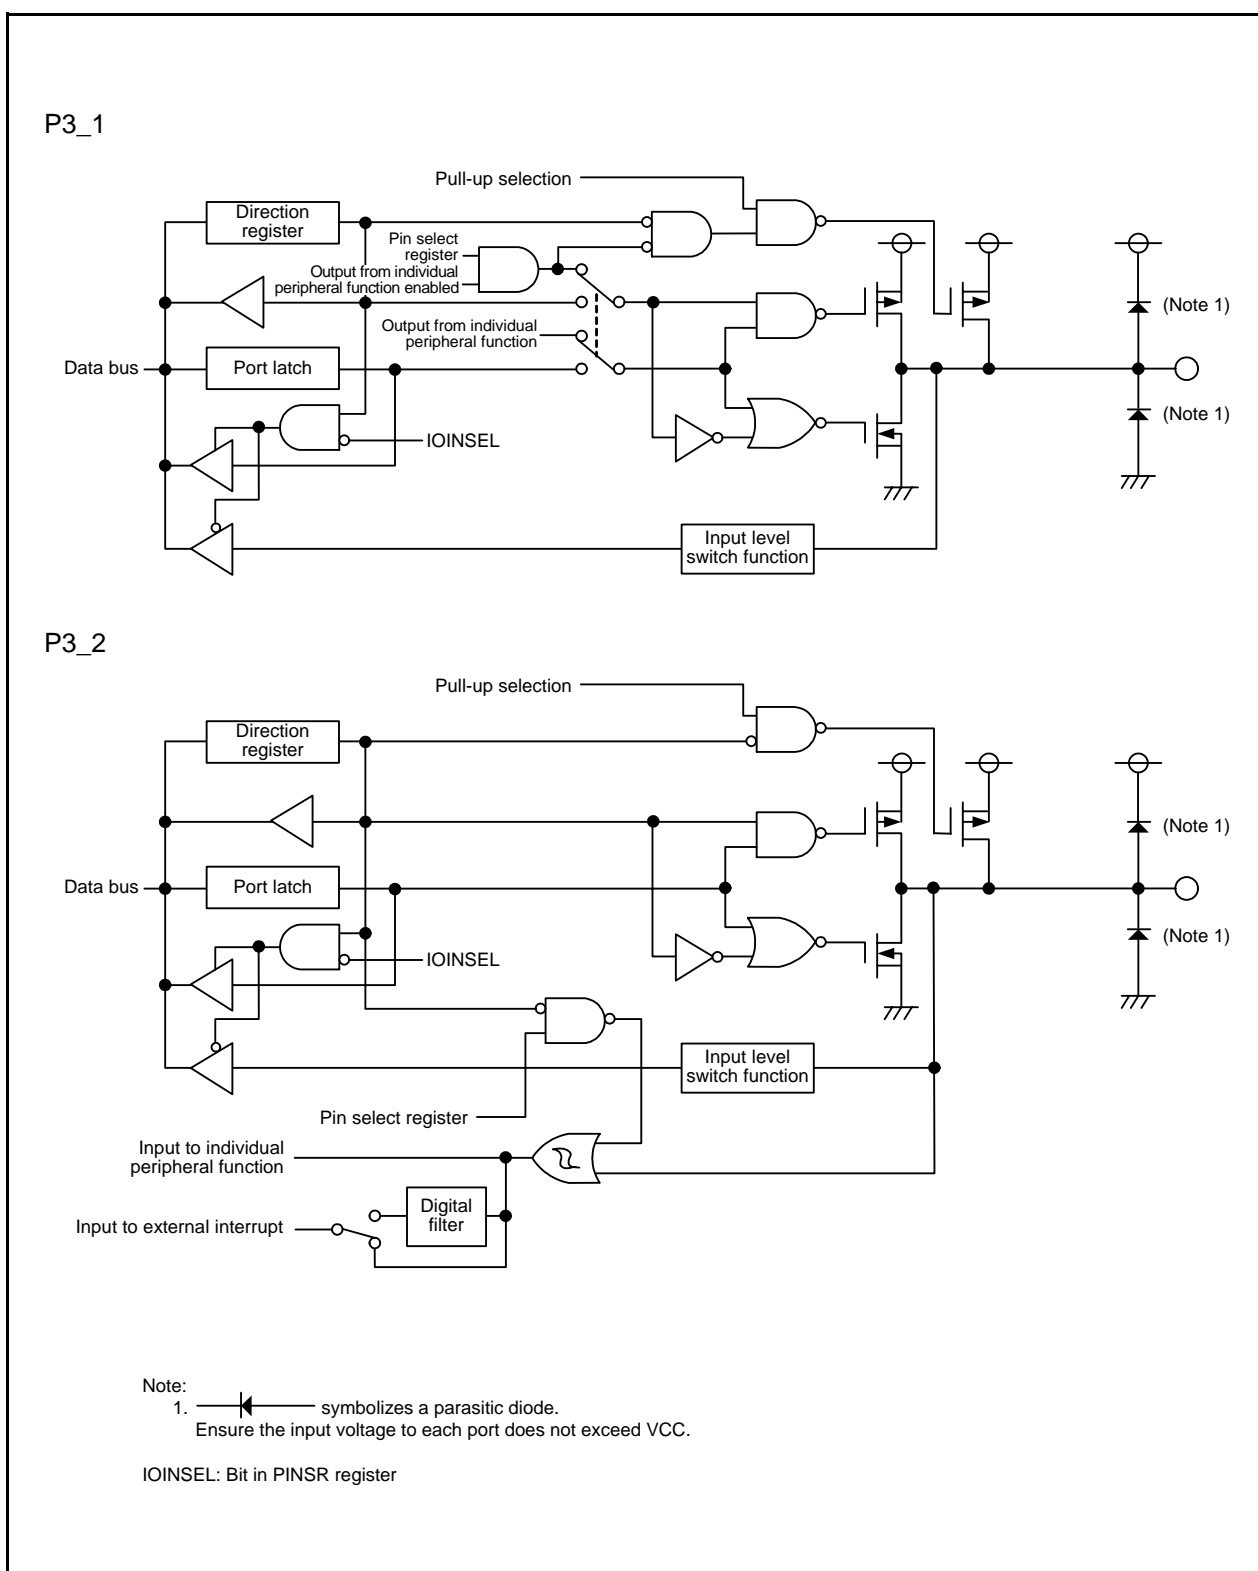 P3_1
Pull-up selection
Direction
register
Pin select
register
Output from individual
peripheral function enabled
(Note 1)
Output from individual
peripheral function
Data bus
Port latch
(Note 1)
IOINSEL
Input level
switch function
P3_2
Pull-up selection
Direction
register
(Note 1)
Data bus
Port latch
(Note 1)
IOINSEL
Input level
switch function
Pin select register
Input to individual
peripheral function
Digital
filter
Input to external interrupt
Note:
1. symbolizes a parasitic diode.
Ensure the input voltage to each port does not exceed VCC.
IOINSEL: Bit in PINSR register